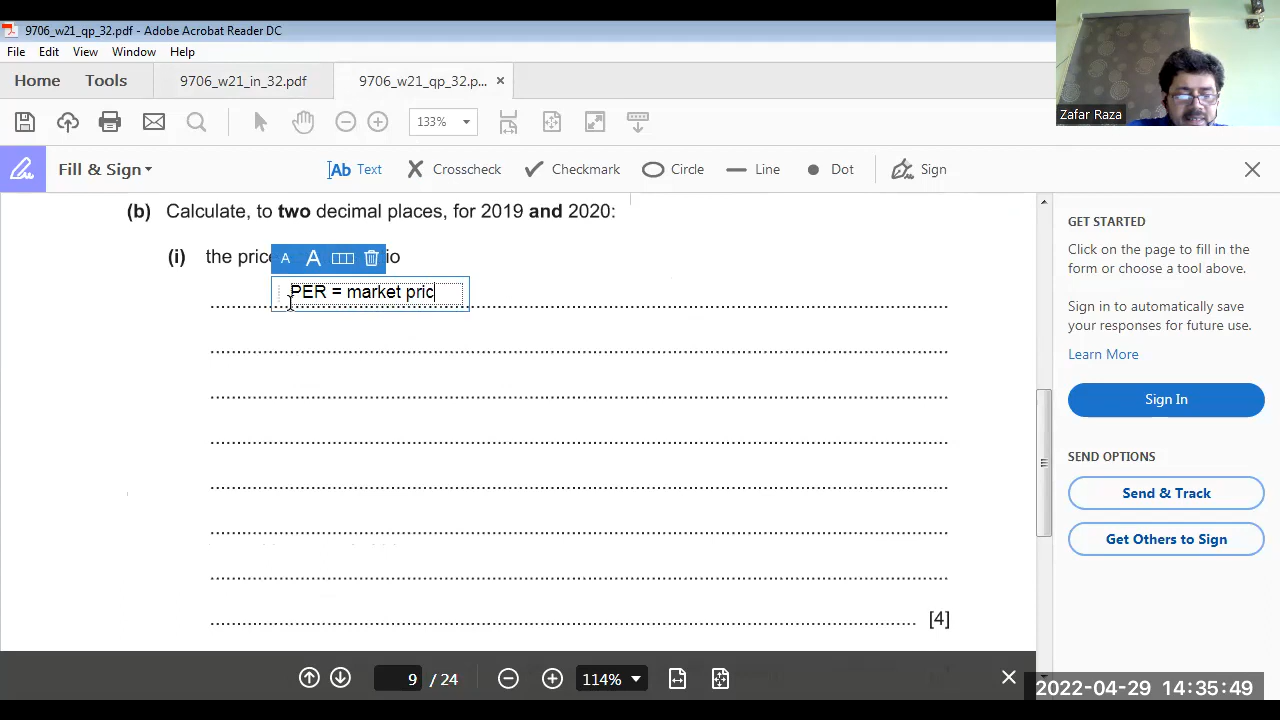 9706_w21_qp_32.pdf - Adobe Acrobat Reader DC
File Edit View Window Help
Home Tools 9706_w21_in_32.pdf 9706_w21_qp_32.p... ×
133%
Zafar Raza
Fill & Sign Ab Text Crosscheck Checkmark Circle Line Dot Sign
(b) Calculate, to two decimal places, for 2019 and 2020:
(i) the price io
A A
PER = market pric
[4]
GET STARTED
Click on the page to fill in the
form or choose a tool above.
Sign in to automatically save
your responses for future use.
Learn More
Sign In
SEND OPTIONS
Send & Track
Get Others to Sign
9 / 24 114%
2022-04-29 14:35:49